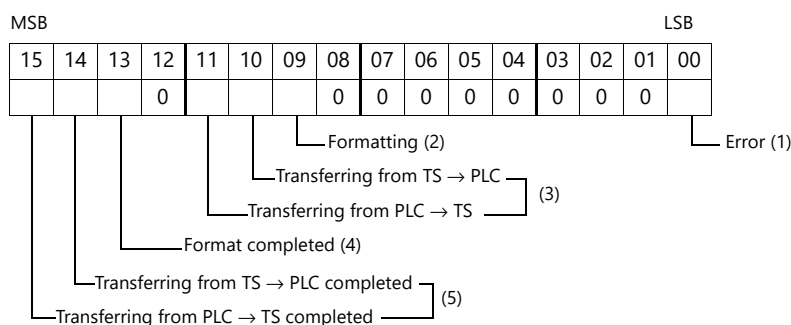 MSB LSB
15 14 13 12 11 10 09 08 07 06 05 04 03 02 01 00
0 0 0 0 0 0 0 0 0
Formatting (2) Error (1)
Transferring from TS → PLC
(3)
Transferring from PLC → TS
Format completed (4)
Transferring from TS → PLC completed
(5)
Transferring from PLC → TS completed